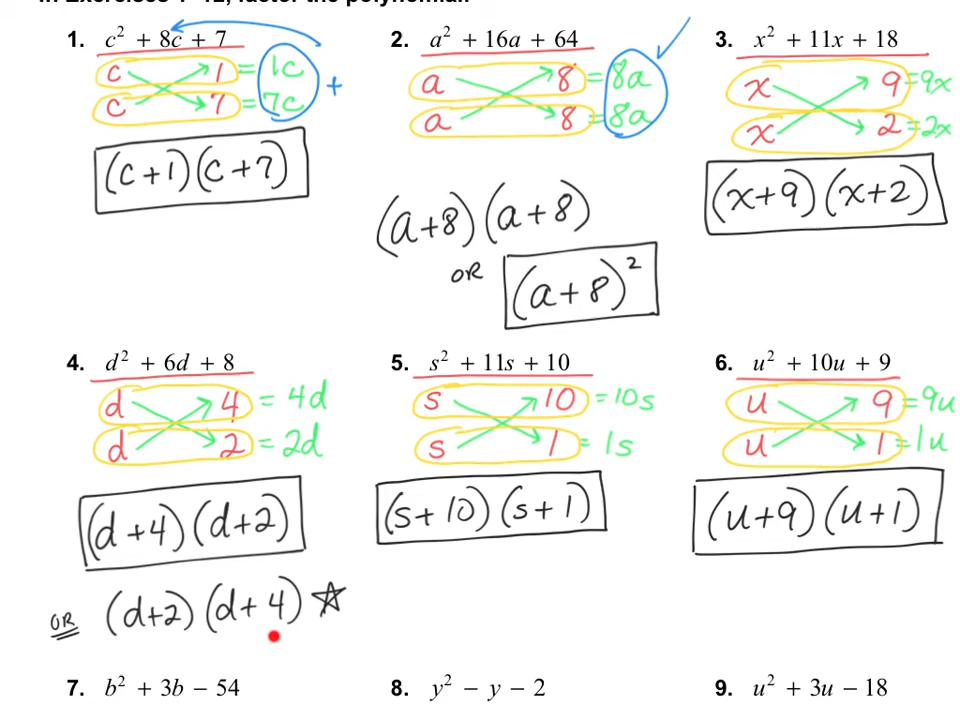 1. c² + 8c + 7
c 1 = 1c
c 7 = 7c
+
(c+1)(c+7)
2. a² + 16a + 64
a 8 = 8a
a 8 = 8a
(a+8)(a+8)
OR (a+8)²
3. x² + 11x + 18
x 9 = 9x
x 2 = 2x
(x+9)(x+2)
4. d² + 6d + 8
d 4 = 4d
d 2 = 2d
(d+4)(d+2)
OR (d+2)(d+4) ☆
5. s² + 11s + 10
s 10 = 10s
s 1 = 1s
(s+10)(s+1)
6. u² + 10u + 9
u 9 = 9u
u 1 = 1u
(u+9)(u+1)
7. b² + 3b − 54
8. y² − y − 2
9. u² + 3u − 18